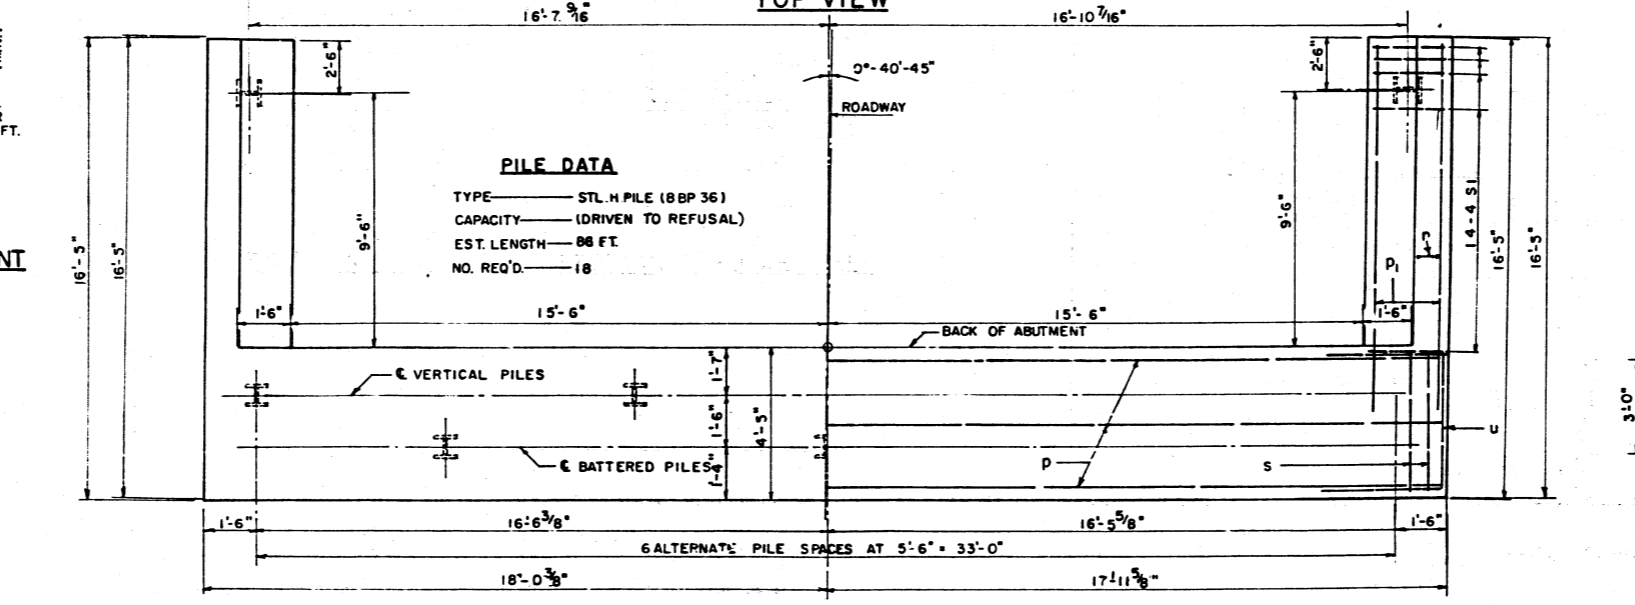 TOP VIEW
16'-7 9/16"
16'-10 7/16"
2'-6"
0°-40'-45"
2'-6"
ROADWAY
FT.
PILE DATA
TYPE STL. H PILE (8 BP 36)
CAPACITY (DRIVEN TO REFUSAL)
EST. LENGTH 86 FT.
NO. REQ'D. 18
NT
16'-5"
16'-5"
9'-6"
9'-6"
14-4 S1
16'-5"
16'-5"
P1
1'-6"
15'-6"
15'-6"
1'-6"
BACK OF ABUTMENT
℄ VERTICAL PILES
1'-7"
1'-6"
1'-4"
4'-5"
3'-0"
u
℄ BATTERED PILES
p
s
1'-6"
16'-6 3/8"
16'-5 5/8"
1'-6"
6 ALTERNATE PILE SPACES AT 5'-6" = 33'-0"
18'-0 3/8"
17'-11 5/8"